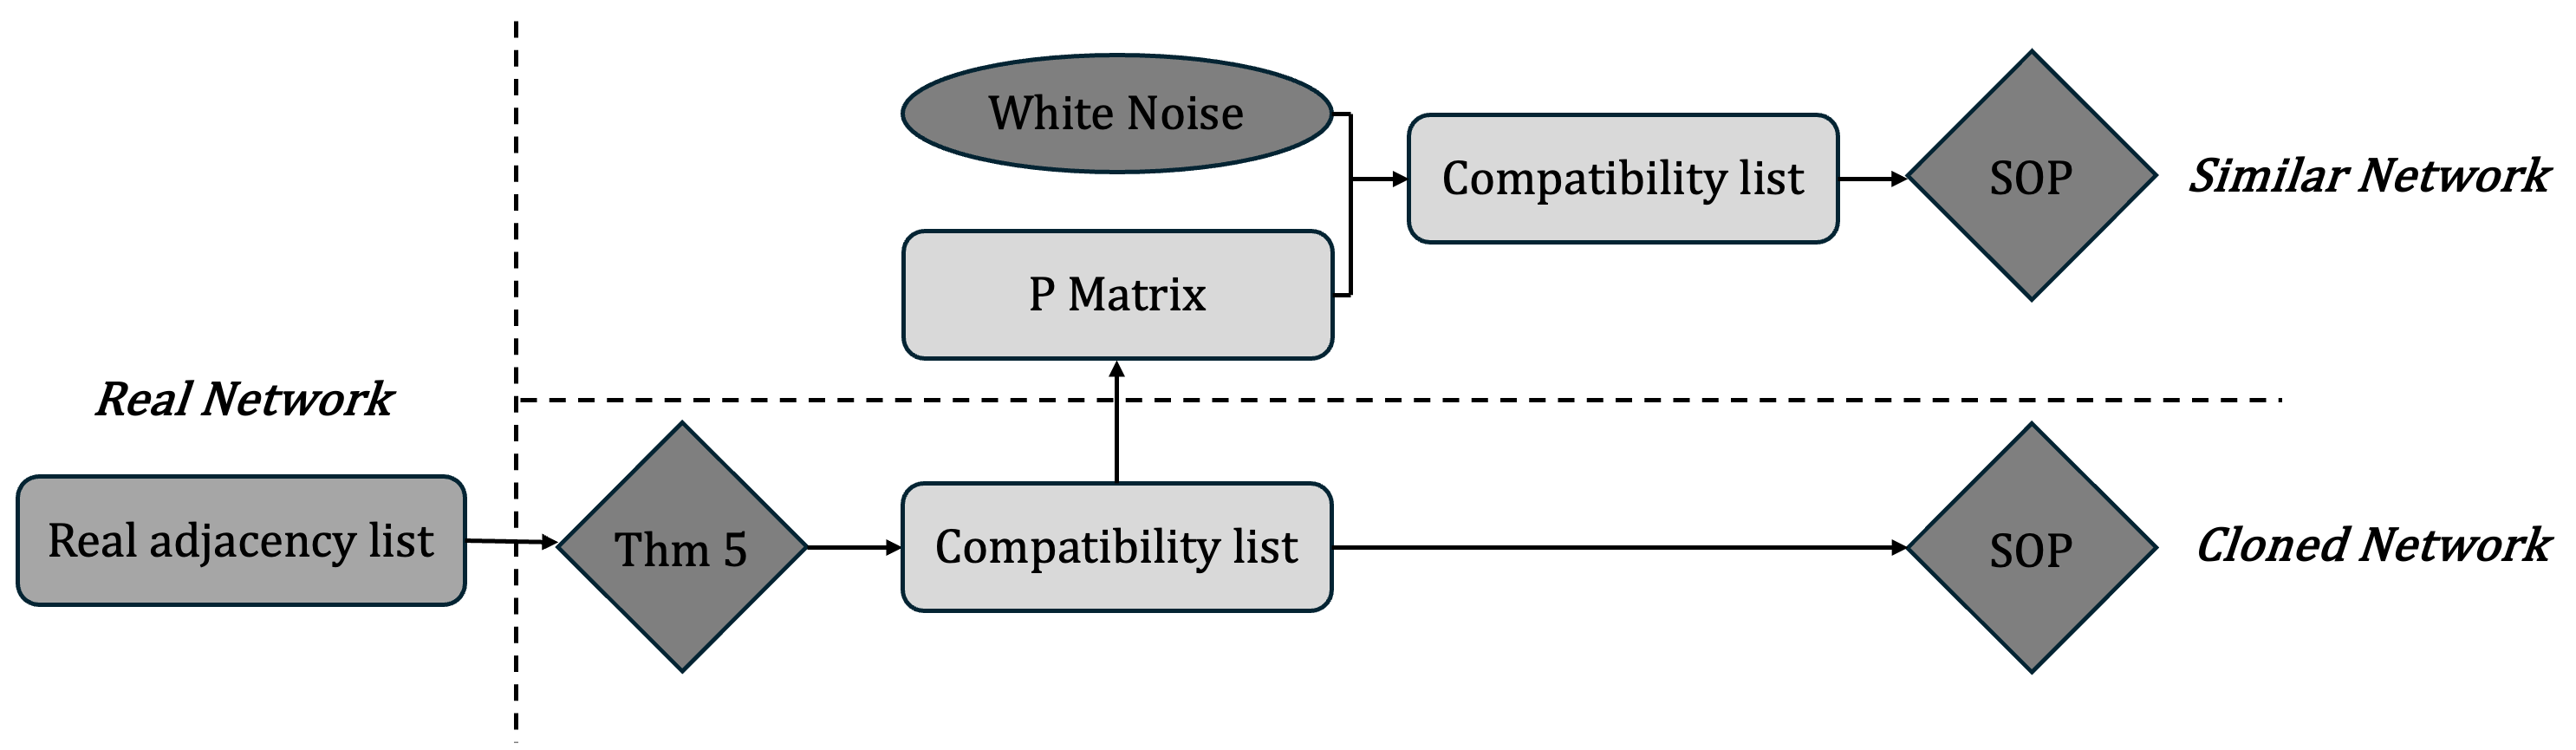 White Noise
Compatibility list
SOP
Similar Network
P Matrix
Real Network
Real adjacency list
Thm 5
Compatibility list
SOP
Cloned Network